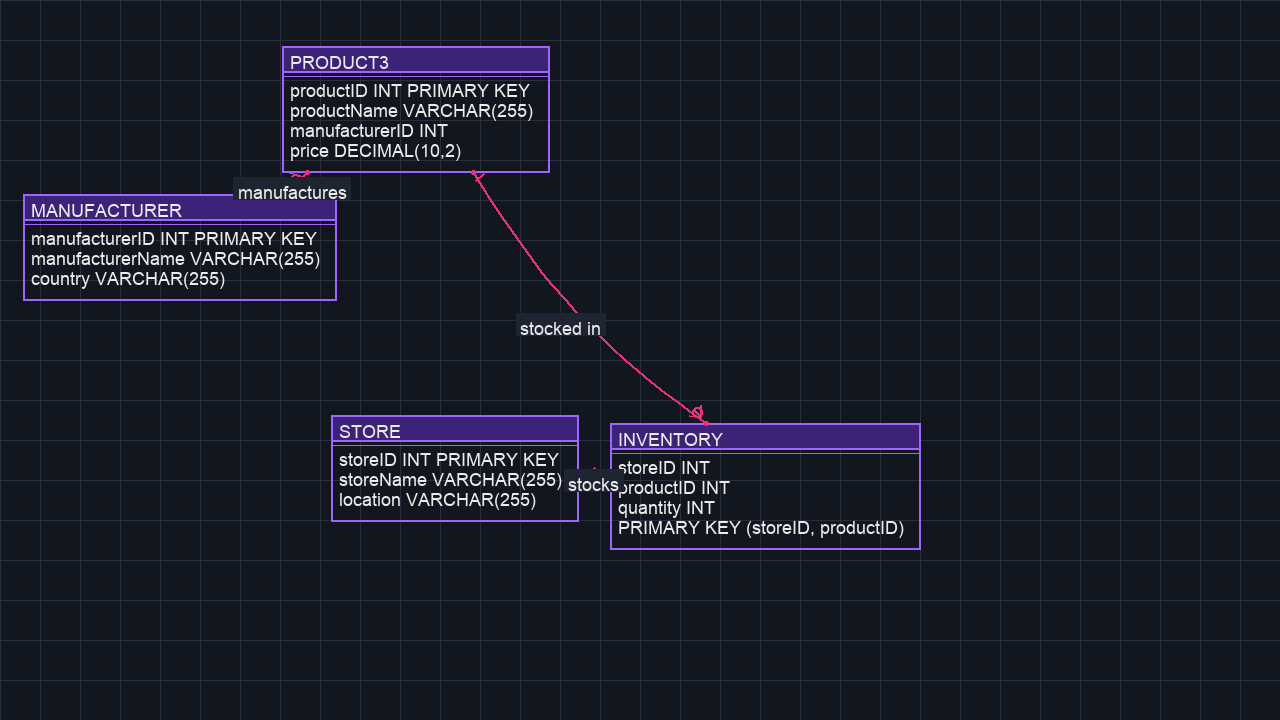 PRODUCT3
productID INT PRIMARY KEY
productName VARCHAR(255)
manufacturerID INT
price DECIMAL(10,2)
manufactures
MANUFACTURER
manufacturerID INT PRIMARY KEY
manufacturerName VARCHAR(255)
country VARCHAR(255)
stocked in
STORE
storeID INT PRIMARY KEY
storeName VARCHAR(255)
location VARCHAR(255)
stocks
INVENTORY
storeID INT
productID INT
quantity INT
PRIMARY KEY (storeID, productID)